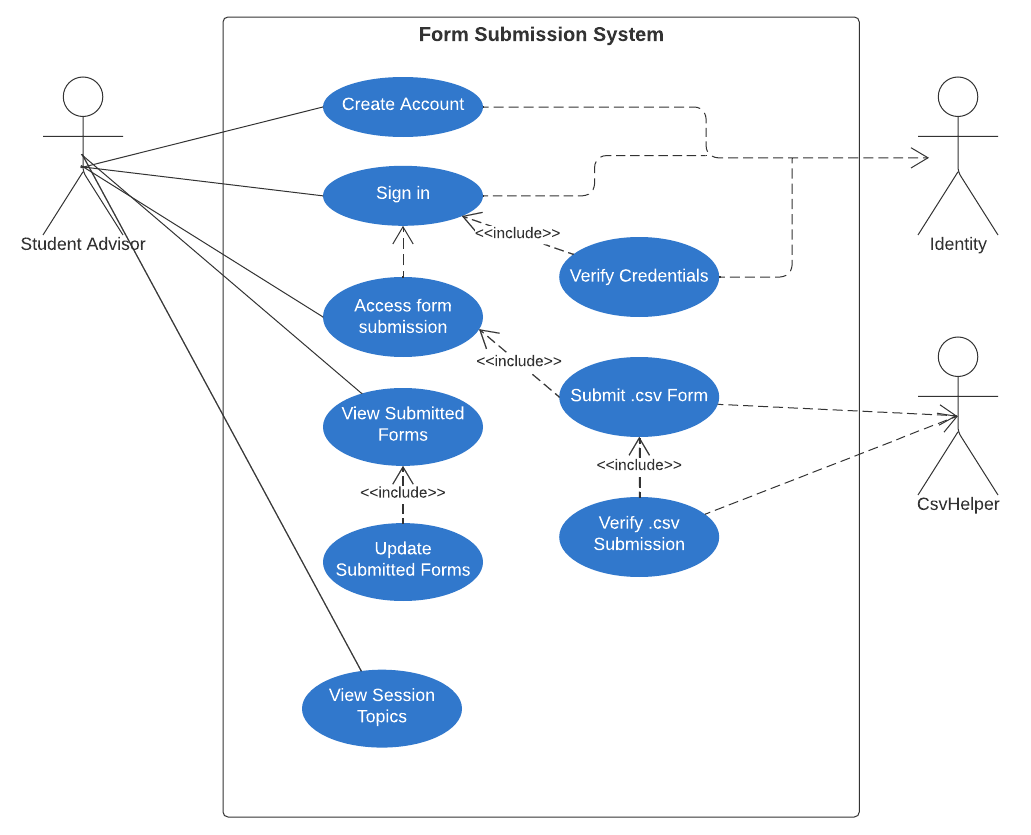 Form Submission System
Create Account
Sign in
<<include>>
Student Advisor
Identity
Verify Credentials
Access form
submission
<<include>>
Submit .csv Form
View Submitted
Forms
<<include>>
<<include>>
CsvHelper
Verify .csv
Submission
Update
Submitted Forms
View Session
Topics